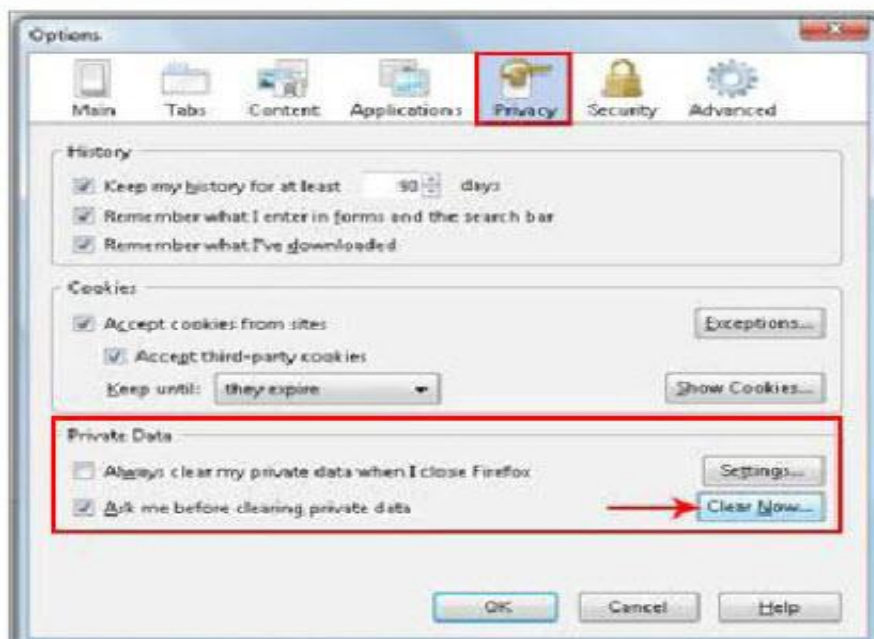 Options
Main Tabs Content Applications Privacy Security Advanced
History
Keep my history for at least 90 days
Remember what I enter in forms and the search bar
Remember what I've downloaded
Cookies
Accept cookies from sites Exceptions...
Accept third-party cookies
Keep until: they expire Show Cookies...
Private Data
Always clear my private data when I close Firefox Settings...
Ask me before clearing private data Clear Now...
OK Cancel Help